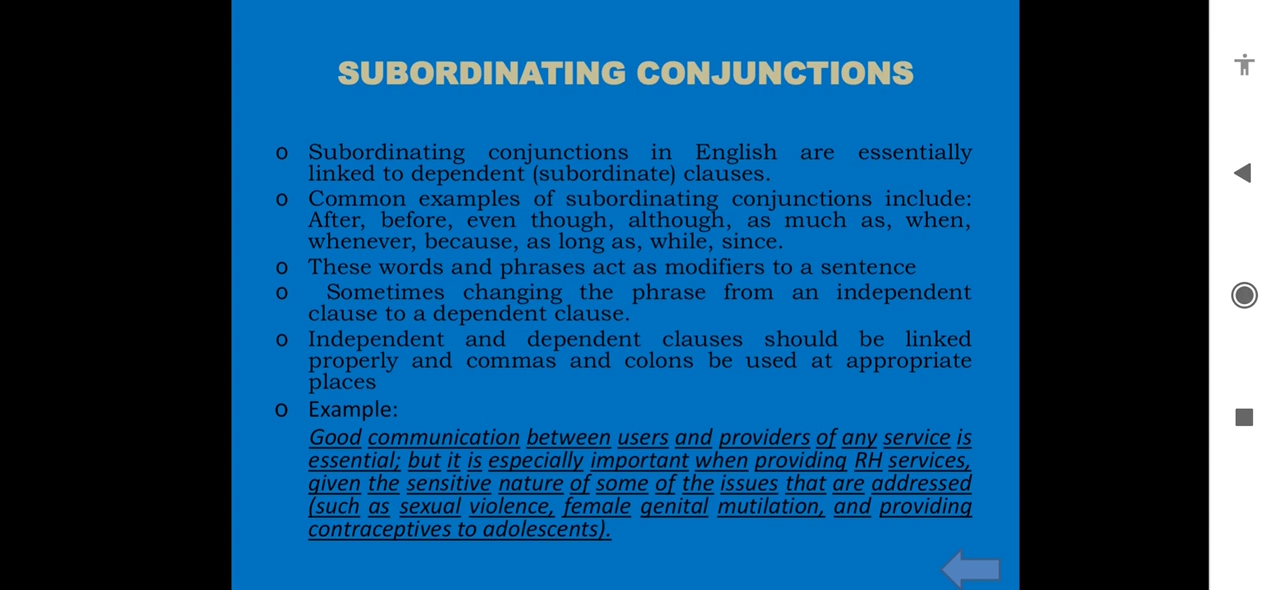 SUBORDINATING CONJUNCTIONS
o Subordinating conjunctions in English are essentially
linked to dependent (subordinate) clauses.
o Common examples of subordinating conjunctions include:
After, before, even though, although, as much as, when,
whenever, because, as long as, while, since.
o These words and phrases act as modifiers to a sentence
o Sometimes changing the phrase from an independent
clause to a dependent clause.
o Independent and dependent clauses should be linked
properly and commas and colons be used at appropriate
places
o Example:
Good communication between users and providers of any service is
essential; but it is especially important when providing RH services,
given the sensitive nature of some of the issues that are addressed
(such as sexual violence, female genital mutilation, and providing
contraceptives to adolescents).